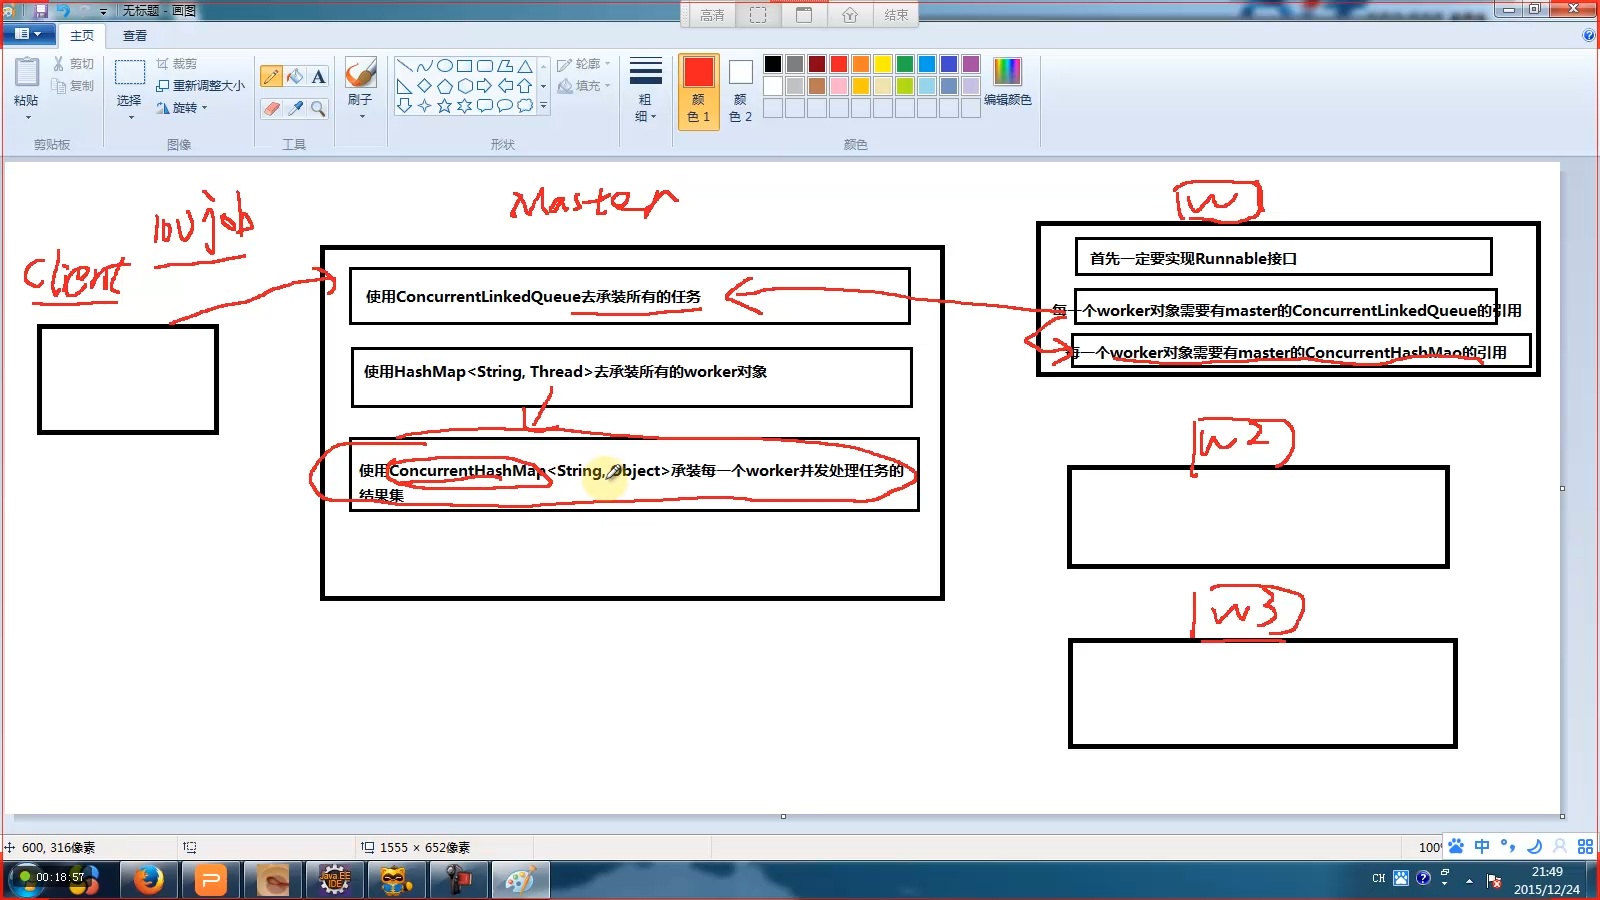 无标题 - 画图
高清
结束
主页
查看
粘贴
剪切
复制
剪贴板
选择
裁剪
重新调整大小
旋转
图像
A
工具
刷子
形状
轮廓
填充
粗
细
颜
色 1
颜
色 2
编辑颜色
颜色
Client
100 job
Master
使用ConcurrentLinkedQueue去承装所有的任务
使用HashMap<String, Thread>去承装所有的worker对象
使用ConcurrentHashMap<String, Object>承装每一个worker并发处理任务的
结果集
W
首先一定要实现Runnable接口
每一个worker对象需要有master的ConcurrentLinkedQueue的引用
每一个worker对象需要有master的ConcurrentHashMap的引用
W2
W3
600, 316像素
1555 × 652像素
100%
中
00:18:57
P
Java EE
IDE
CH
21:49
2015/12/24